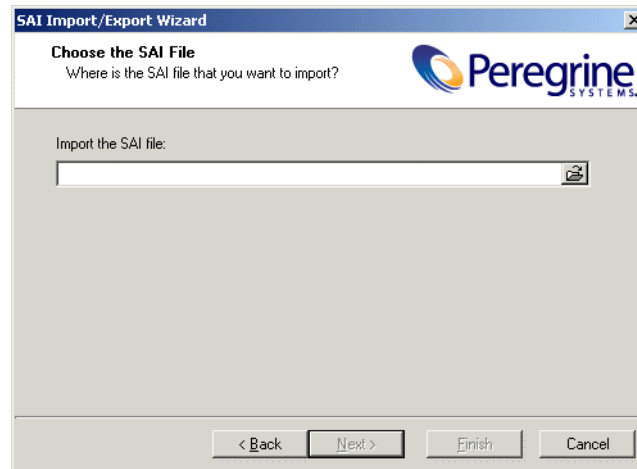 SAI Import/Export Wizard
Choose the SAI File
Where is the SAI file that you want to import?
Peregrine
SYSTEMS
Import the SAI file:
< Back
Next >
Finish
Cancel